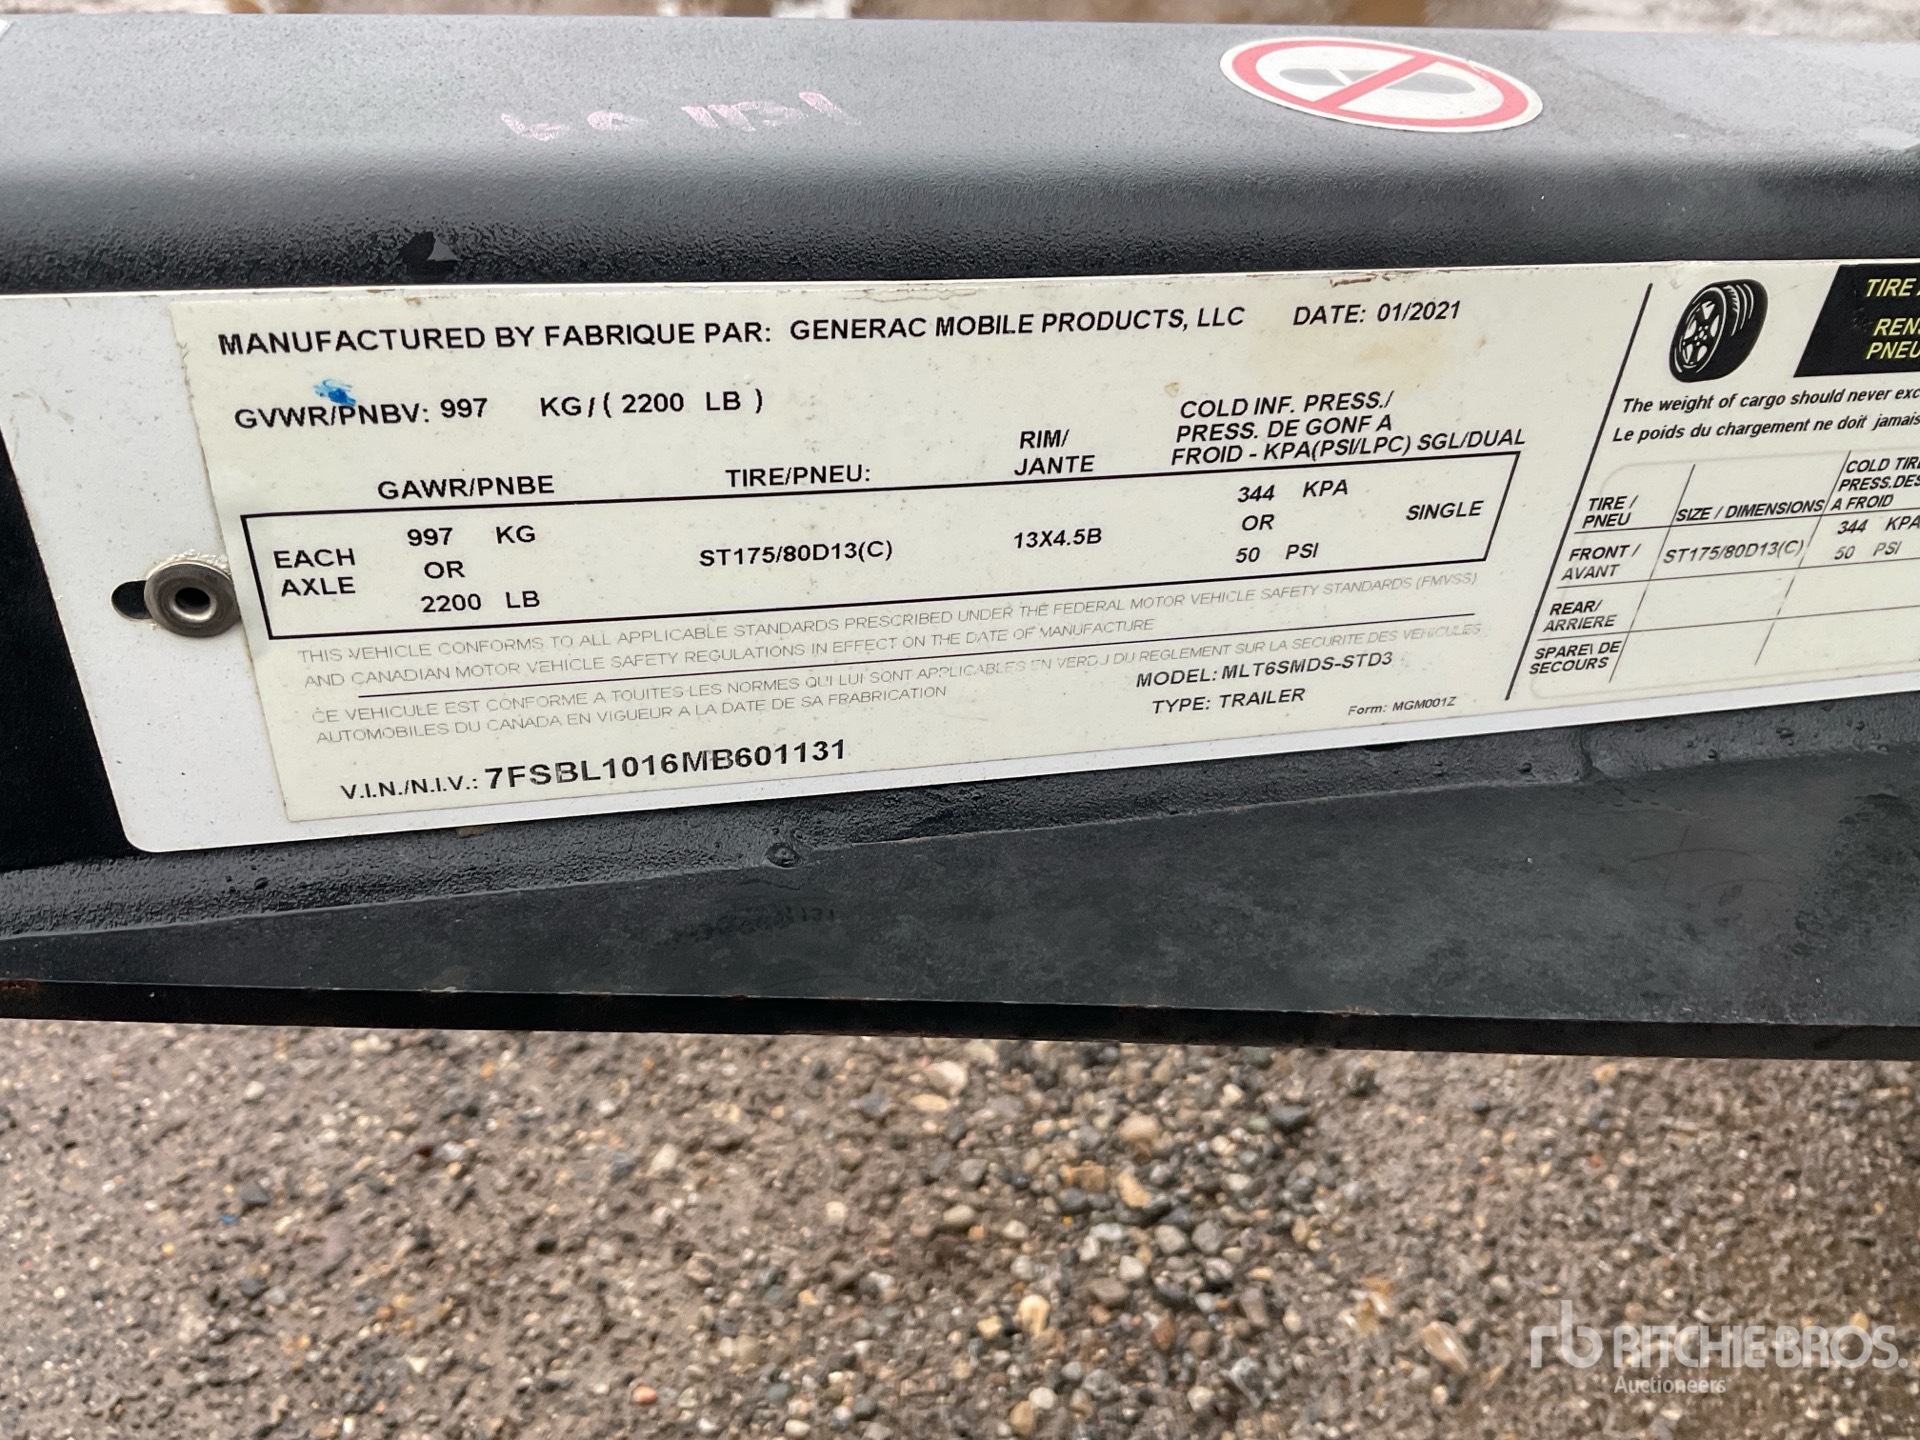 MANUFACTURED BY FABRIQUE PAR: GENERAC MOBILE PRODUCTS, LLC DATE: 01/2021
GVWR/PNBV: 997 KG/( 2200 LB )
GAWR/PNBE TIRE/PNEU: RIM/ JANTE COLD INF. PRESS./
PRESS. DE GONF A
FROID - KPA(PSI/LPC) SGL/DUAL
EACH AXLE 997 KG OR 2200 LB ST175/80D13(C) 13X4.5B 344 KPA OR 50 PSI SINGLE
THIS VEHICLE CONFORMS TO ALL APPLICABLE STANDARDS PRESCRIBED UNDER THE FEDERAL MOTOR VEHICLE SAFETY STANDARDS (FMVSS)
AND CANADIAN MOTOR VEHICLE SAFETY REGULATIONS IN EFFECT ON THE DATE OF MANUFACTURE
CE VEHICULE EST CONFORME A TOUITES LES NORMES QUI LUI SONT APPLICABLES EN VERDU DU REGLEMENT SUR LA SECURITE DES VEHICULES
AUTOMOBILES DU CANADA EN VIGUEUR A LA DATE DE SA FRABRICATION
MODEL: MLT6SMDS-STD3
TYPE: TRAILER
Form: MGM001Z
V.I.N./N.I.V.: 7FSBL1016MB601131
TIRE
REN
PNEU
The weight of cargo should never exc
Le poids du chargement ne doit jamais
TIRE / PNEU SIZE / DIMENSIONS COLD TIRE
PRESS.DES
A FROID
FRONT / AVANT ST175/80D13(C) 344 KPA
50 PSI
REAR/ ARRIERE
SPARE\ DE SECOURS
rb RITCHIE BROS.
Auctioneers